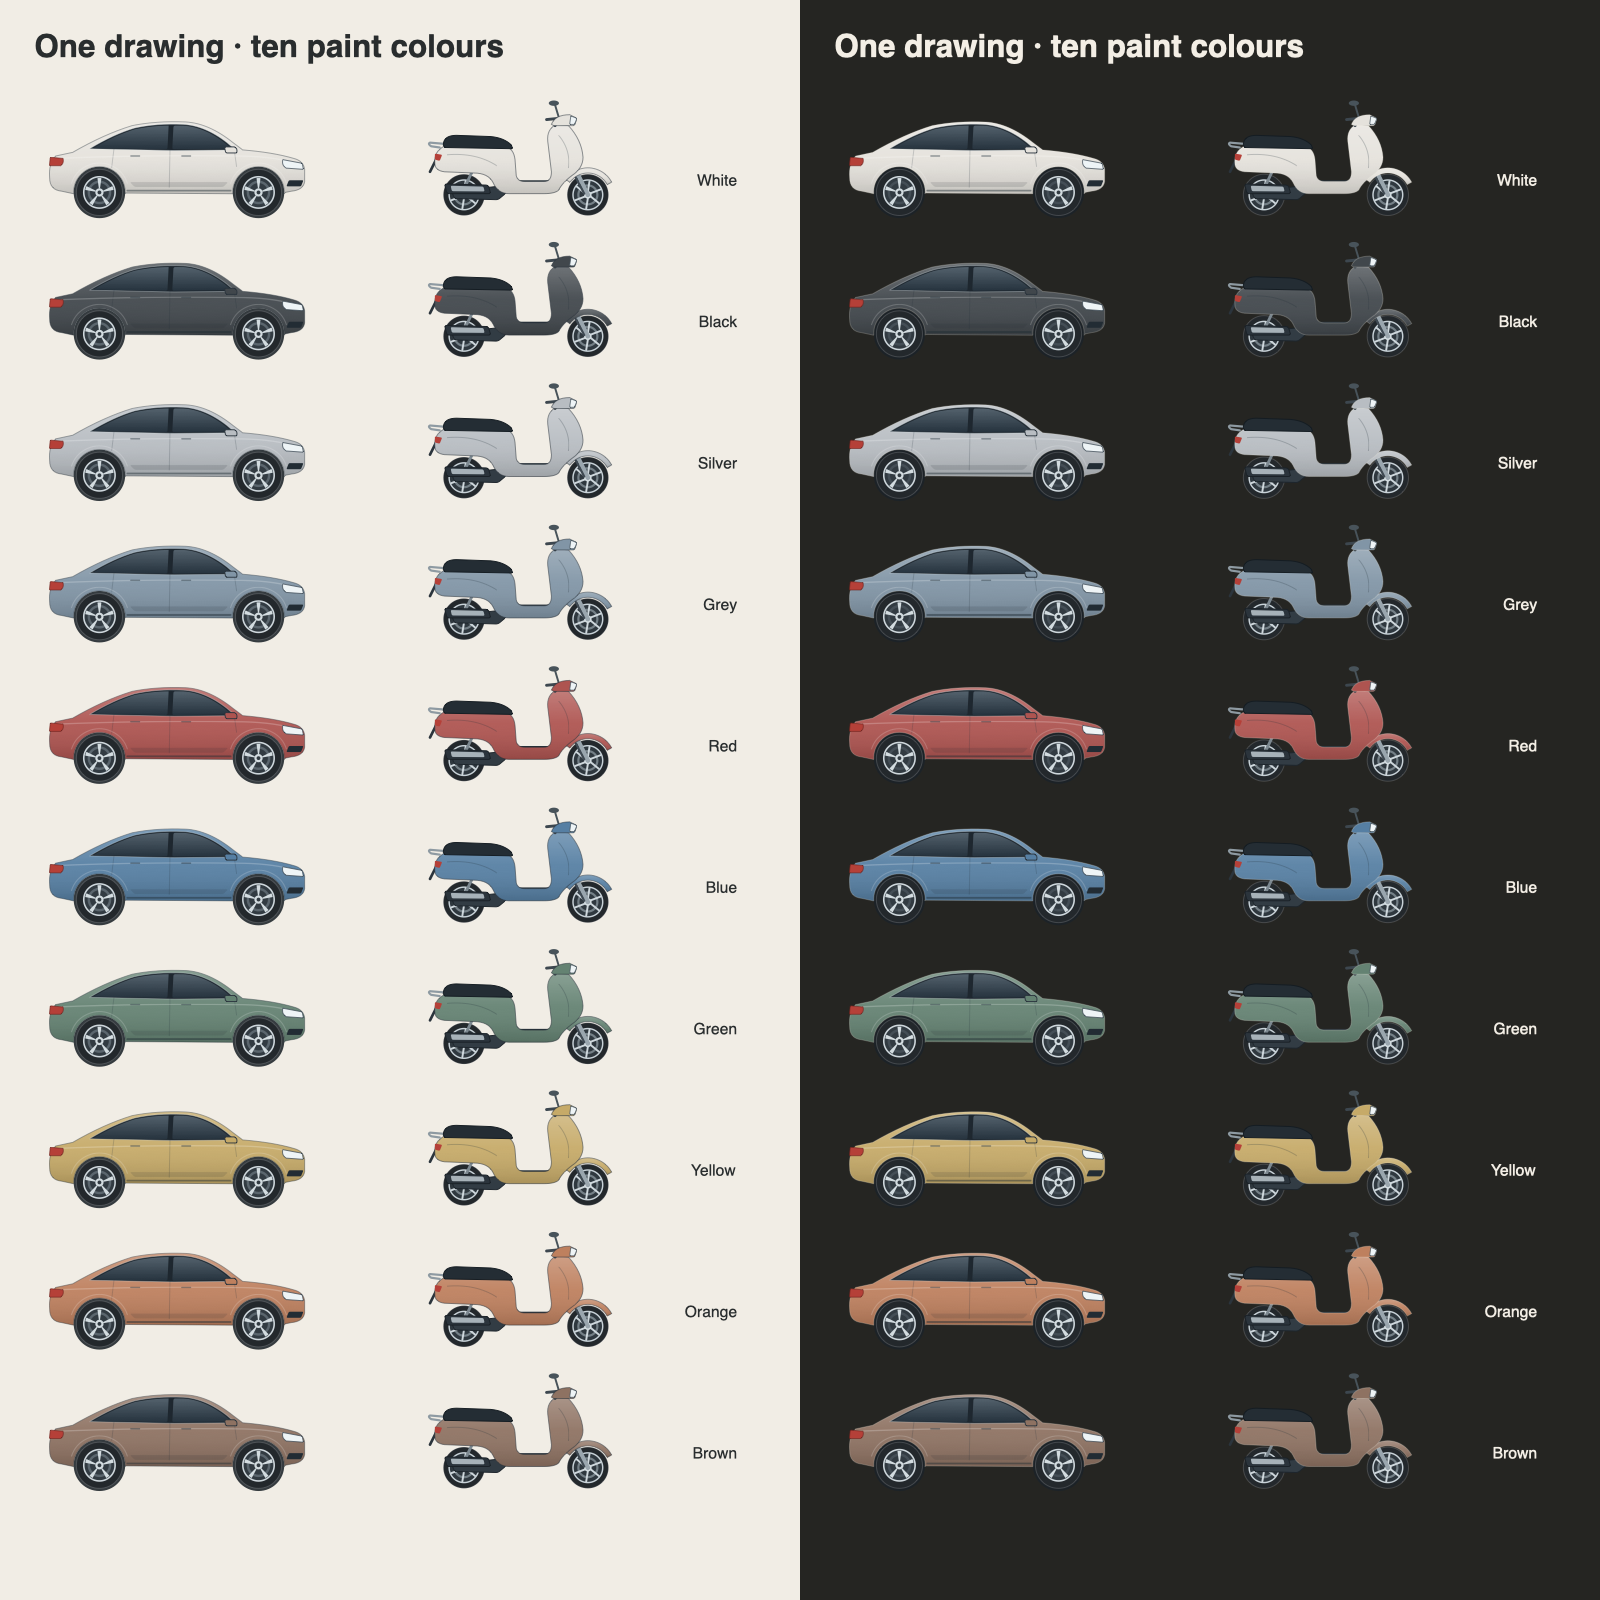 One drawing · ten paint colours
White
Black
Silver
Grey
Red
Blue
Green
Yellow
Orange
Brown
One drawing · ten paint colours
White
Black
Silver
Grey
Red
Blue
Green
Yellow
Orange
Brown